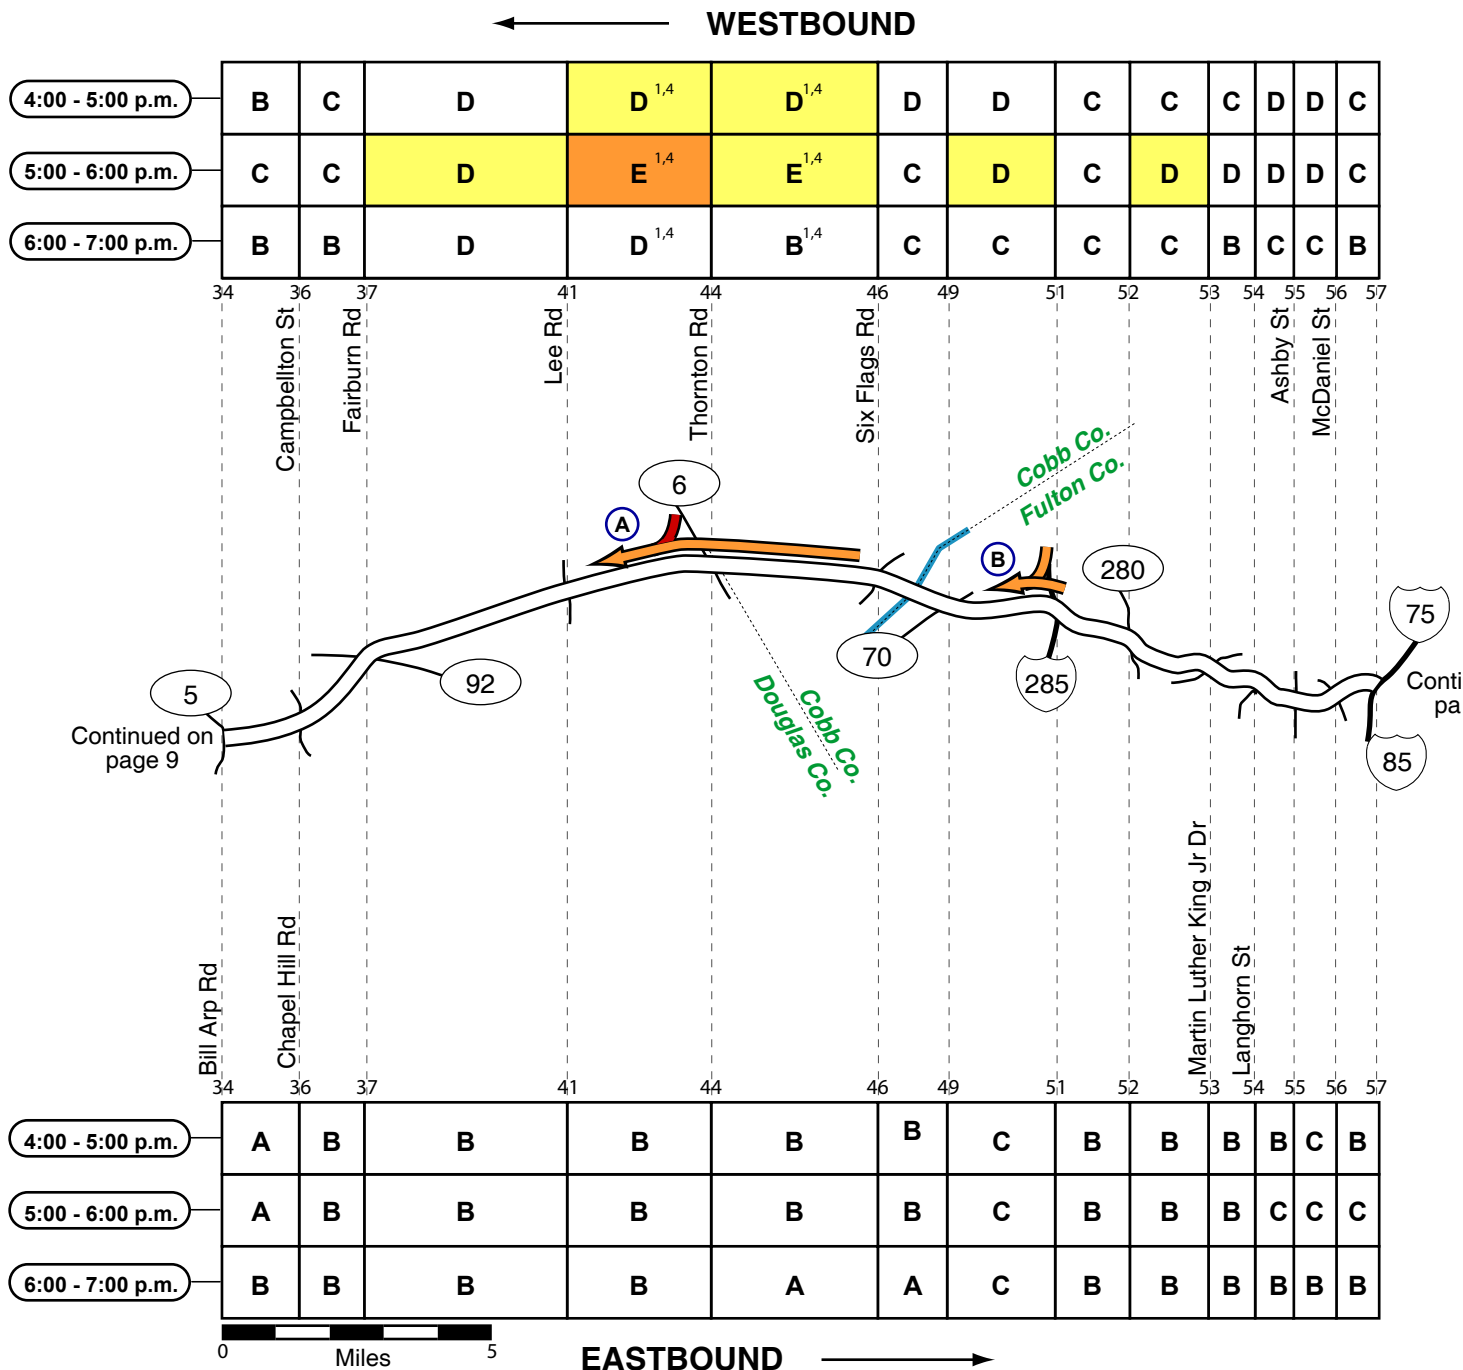 WESTBOUND
4:00 - 5:00 p.m. B C D D 1,4 D 1,4 D D C C C D D C
5:00 - 6:00 p.m. C C D E 1,4 E 1,4 C D C D D D D C
6:00 - 7:00 p.m. B B D D 1,4 B 1,4 C C C C B C C B
34 36 37 41 44 46 49 51 52 53 54 55 56 57
Campbellton St
Fairburn Rd
Lee Rd
Thornton Rd
Six Flags Rd
Ashby St
McDaniel St
Cobb Co.
Fulton Co.
6
A
B
280
75
70
285
5
92
Conti
pa
Continued on
page 9
Cobb Co.
Douglas Co.
85
Bill Arp Rd
Chapel Hill Rd
Martin Luther King Jr Dr
Langhorn St
34 36 37 41 44 46 49 51 52 53 54 55 56 57
4:00 - 5:00 p.m. A B B B B B C B B B B C B
5:00 - 6:00 p.m. A B B B B B C B B B C C C
6:00 - 7:00 p.m. B B B B A A C B B B B B B
0 Miles 5
EASTBOUND